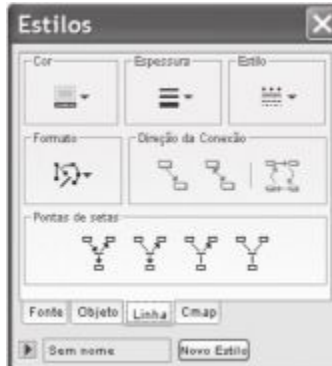 Estilos
Cor
Espessura
Estilo
Formato
Direção da Conexão
Pontas de setas
Fonte
Objeto
Linha
Cmap
Sem nome
Novo Estilo